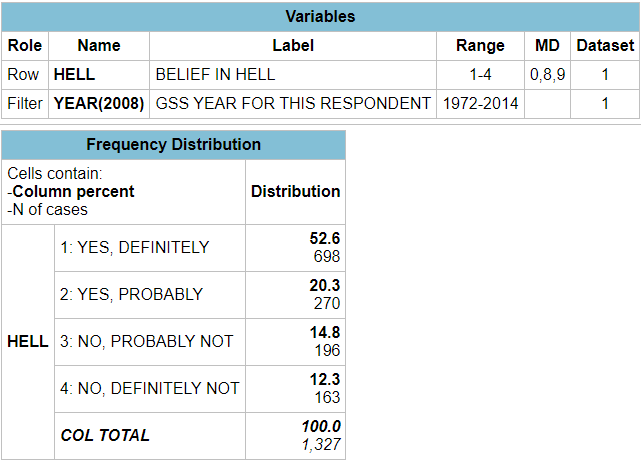 Variables
Role Name Label Range MD Dataset
Row HELL BELIEF IN HELL 1-4 0,8,9 1
Filter YEAR(2008) GSS YEAR FOR THIS RESPONDENT 1972-2014 1
Frequency Distribution
Cells contain:
-Column percent
-N of cases
Distribution
HELL
1: YES, DEFINITELY
52.6
698
2: YES, PROBABLY
20.3
270
3: NO, PROBABLY NOT
14.8
196
4: NO, DEFINITELY NOT
12.3
163
COL TOTAL
100.0
1,327